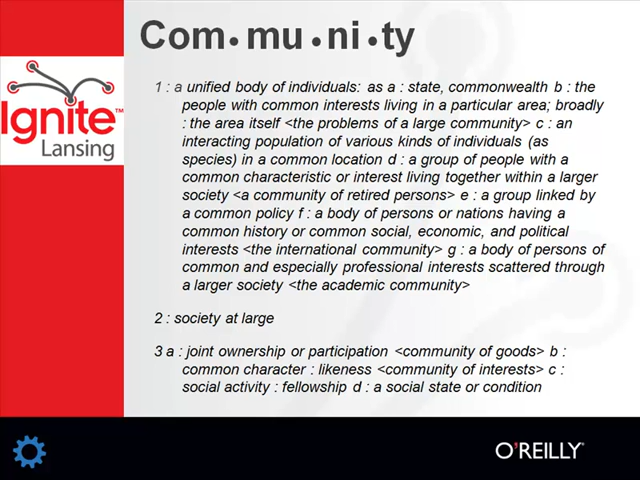 Com•mu•ni•ty
Ignite™
Lansing
1 : a unified body of individuals: as a : state, commonwealth b : the
people with common interests living in a particular area; broadly
: the area itself <the problems of a large community> c : an
interacting population of various kinds of individuals (as
species) in a common location d : a group of people with a
common characteristic or interest living together within a larger
society <a community of retired persons> e : a group linked by
a common policy f : a body of persons or nations having a
common history or common social, economic, and political
interests <the international community> g : a body of persons of
common and especially professional interests scattered through
a larger society <the academic community>
2 : society at large
3 a : joint ownership or participation <community of goods> b :
common character : likeness <community of interests> c :
social activity : fellowship d : a social state or condition
O'REILLY